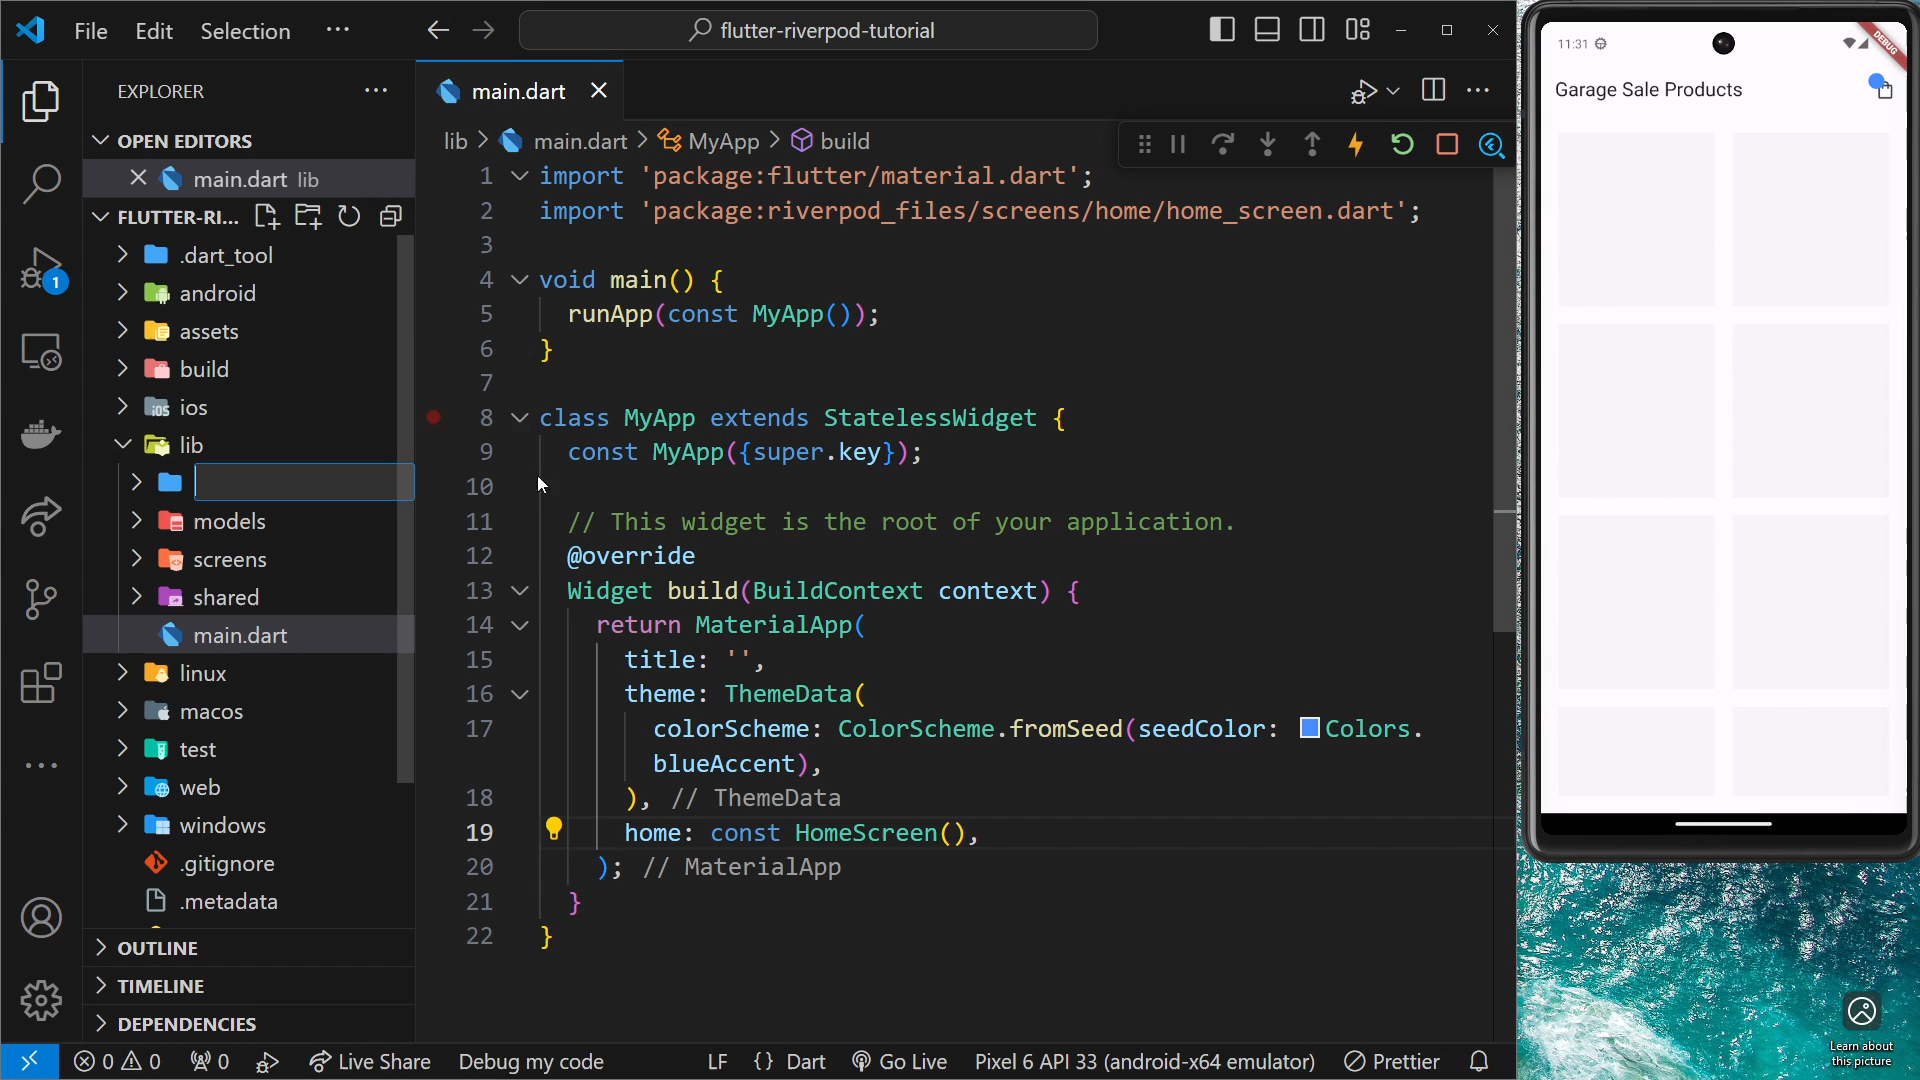 File Edit Selection ···
flutter-riverpod-tutorial
EXPLORER
OPEN EDITORS
main.dart lib
FLUTTER-RI...
.dart_tool
android
assets
build
ios
lib
models
screens
shared
main.dart
linux
macos
test
web
windows
.gitignore
.metadata
OUTLINE
TIMELINE
DEPENDENCIES
1
main.dart
lib > main.dart > MyApp > build
1 import 'package:flutter/material.dart';
2 import 'package:riverpod_files/screens/home/home_screen.dart';
3
4 void main() {
5 runApp(const MyApp());
6 }
7
8 class MyApp extends StatelessWidget {
9 const MyApp({super.key});
10
11 // This widget is the root of your application.
12 @override
13 Widget build(BuildContext context) {
14 return MaterialApp(
15 title: '',
16 theme: ThemeData(
17 colorScheme: ColorScheme.fromSeed(seedColor: Colors.
blueAccent),
18 ), // ThemeData
19 home: const HomeScreen(),
20 ); // MaterialApp
21 }
22 }
0 0 0 Live Share Debug my code LF {} Dart Go Live Pixel 6 API 33 (android-x64 emulator) Prettier
11:31
DEBUG
Garage Sale Products
Learn about
this picture